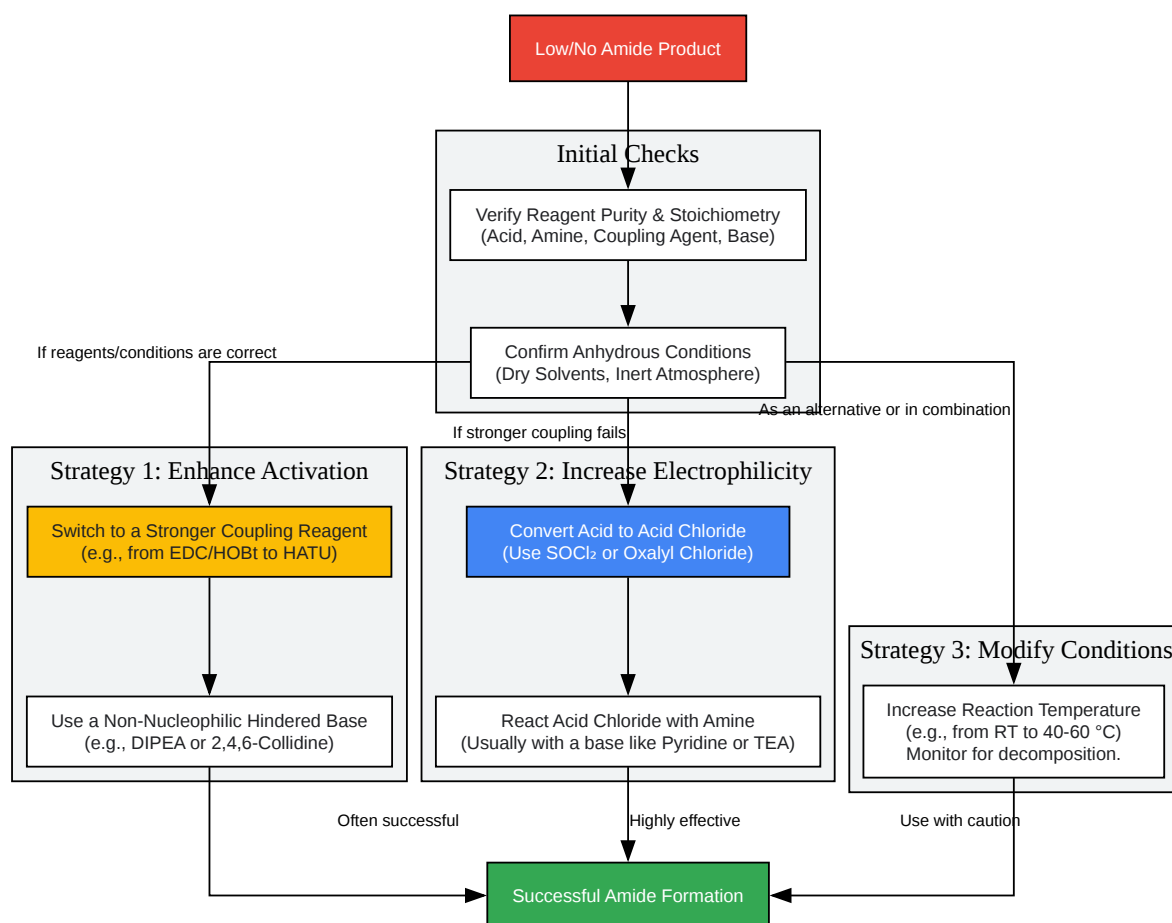 Low/No Amide Product
Initial Checks
Verify Reagent Purity & Stoichiometry
(Acid, Amine, Coupling Agent, Base)
Confirm Anhydrous Conditions
(Dry Solvents, Inert Atmosphere)
If reagents/conditions are correct
If stronger coupling fails
As an alternative or in combination
Strategy 1: Enhance Activation
Switch to a Stronger Coupling Reagent
(e.g., from EDC/HOBt to HATU)
Use a Non-Nucleophilic Hindered Base
(e.g., DIPEA or 2,4,6-Collidine)
Strategy 2: Increase Electrophilicity
Convert Acid to Acid Chloride
(Use SOCl₂ or Oxalyl Chloride)
React Acid Chloride with Amine
(Usually with a base like Pyridine or TEA)
Strategy 3: Modify Conditions
Increase Reaction Temperature
(e.g., from RT to 40-60 °C)
Monitor for decomposition.
Often successful
Highly effective
Use with caution
Successful Amide Formation